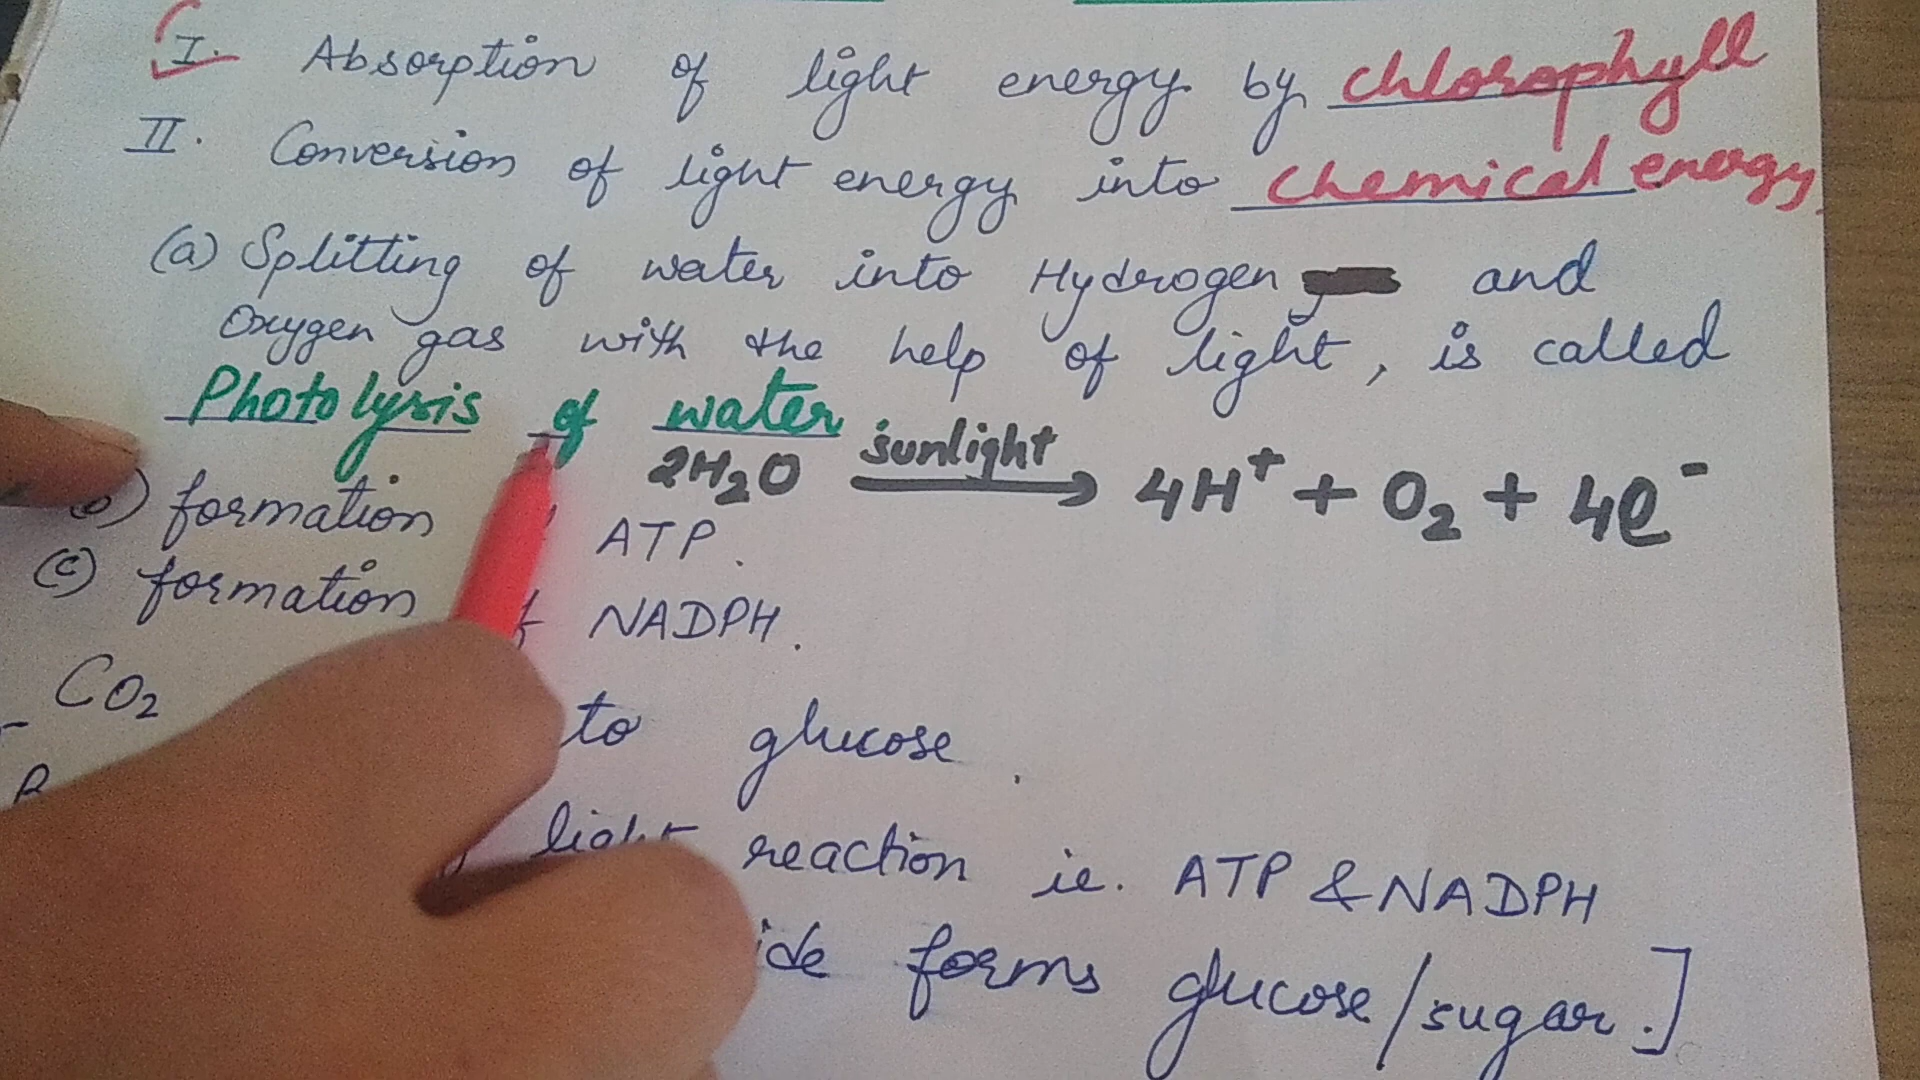 I. Absorption of light energy by chlorophyll
II. Conversion of light energy into chemical energy.
(a) Splitting of water into Hydrogen and
Oxygen gas with the help of light, is called
Photolysis of water
2H₂O sunlight → 4H⁺ + O₂ + 4e⁻
b) formation ATP.
(c) formation NADPH.
- CO₂ to glucose.
light reaction ie. ATP & NADPH
forms glucose/sugar.]